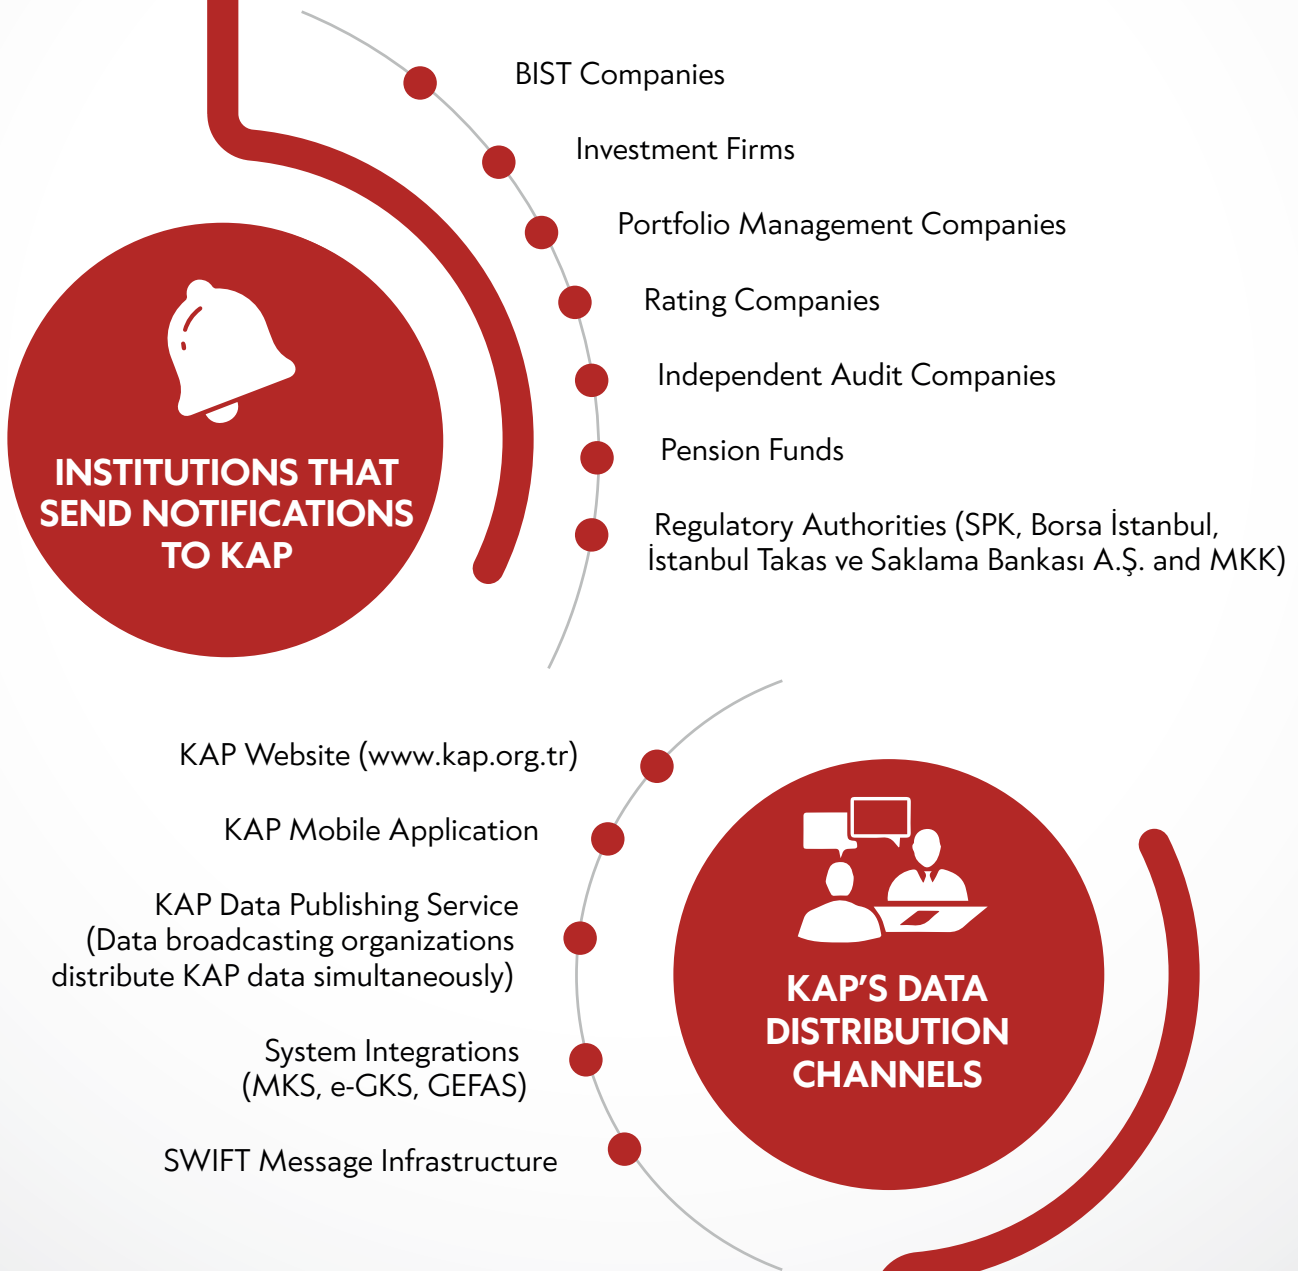 BIST Companies
Investment Firms
Portfolio Management Companies
Rating Companies
Independent Audit Companies
Pension Funds
Regulatory Authorities (SPK, Borsa İstanbul,
İstanbul Takas ve Saklama Bankası A.Ş. and MKK)
INSTITUTIONS THAT
SEND NOTIFICATIONS
TO KAP
KAP Website (www.kap.org.tr)
KAP Mobile Application
KAP Data Publishing Service
(Data broadcasting organizations
distribute KAP data simultaneously)
System Integrations
(MKS, e-GKS, GEFAS)
SWIFT Message Infrastructure
KAP’S DATA
DISTRIBUTION
CHANNELS